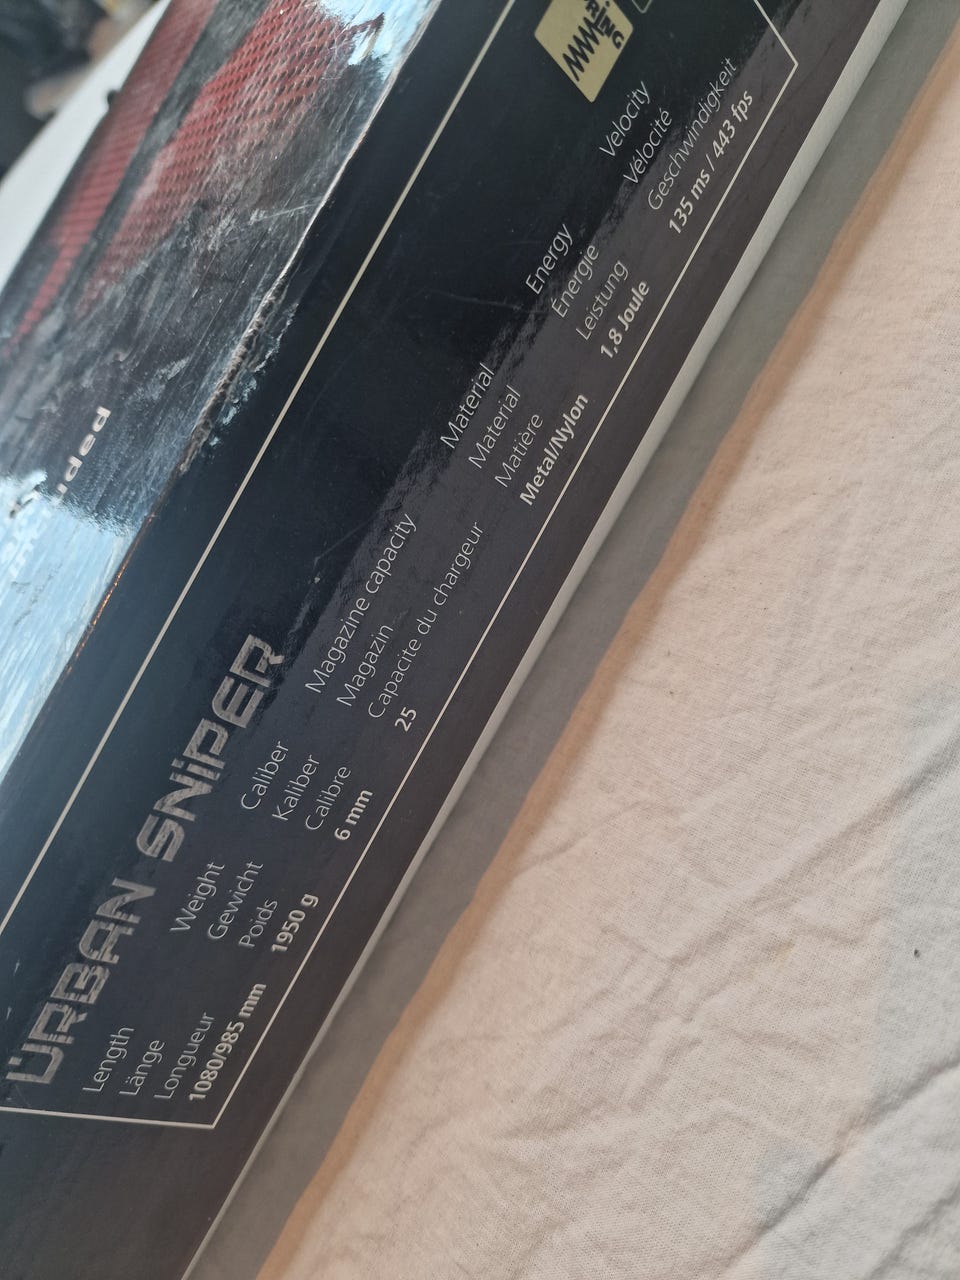 URBAN SNIPER
Length
Länge
Longueur
1080/985 mm
Weight
Gewicht
Poids
1950 g
Caliber
Kaliber
Calibre
6 mm
Magazine capacity
Magazin
Capacite du chargeur
25
Material
Material
Matière
Metal/Nylon
Energy
Énergie
Leistung
1,8 Joule
Velocity
Vélocité
Geschwindigkeit
135 ms / 443 fps